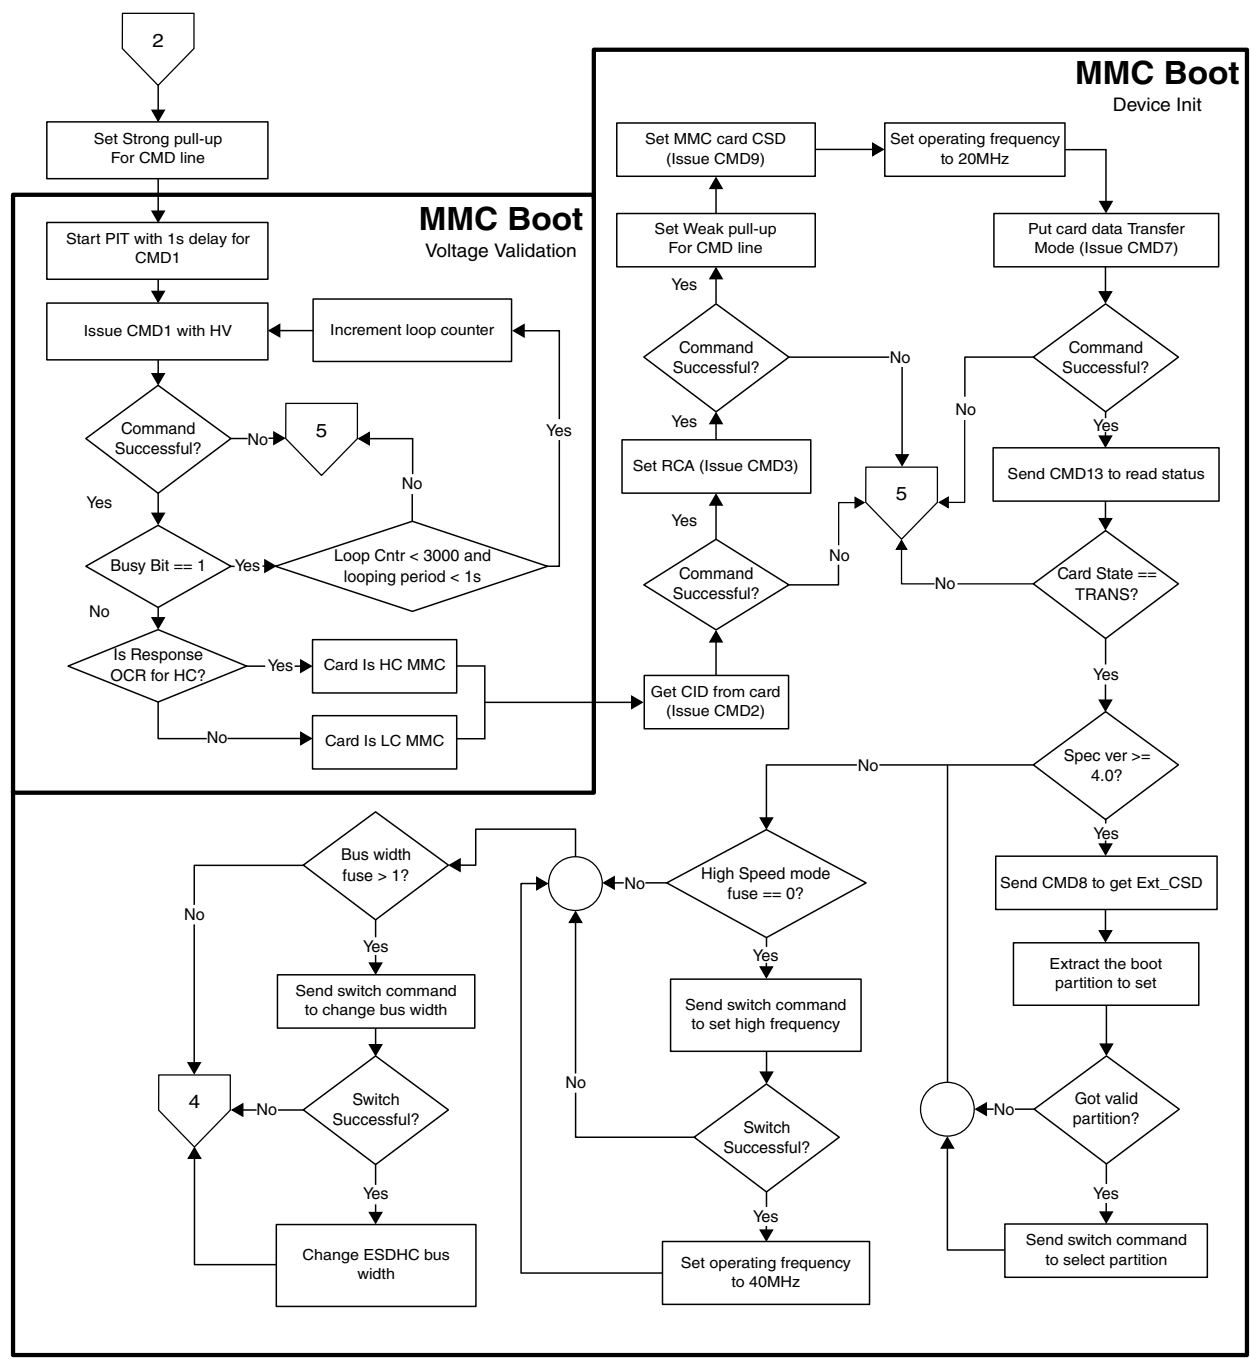 2
Set Strong pull-up
For CMD line
MMC Boot
Voltage Validation
Start PIT with 1s delay for
CMD1
Issue CMD1 with HV
Increment loop counter
Command
Successful?
No
5
Yes
No
Yes
Busy Bit == 1
Yes
Loop Cntr < 3000 and
looping period < 1s
No
Is Response
OCR for HC?
Yes
Card Is HC MMC
No
Card Is LC MMC
MMC Boot
Device Init
Set MMC card CSD
(Issue CMD9)
Set operating frequency
to 20MHz
Set Weak pull-up
For CMD line
Put card data Transfer
Mode (Issue CMD7)
Yes
Command
Successful?
No
Command
Successful?
No
Yes
Yes
Set RCA (Issue CMD3)
5
Send CMD13 to read status
Yes
No
Command
Successful?
No
Card State ==
TRANS?
Get CID from card
(Issue CMD2)
Yes
Spec ver >=
4.0?
No
Yes
Send CMD8 to get Ext_CSD
Extract the boot
partition to set
Got valid
partition?
No
Yes
Send switch command
to select partition
High Speed mode
fuse == 0?
No
Yes
Send switch command
to set high frequency
Switch
Successful?
No
Yes
Set operating frequency
to 40MHz
Bus width
fuse > 1?
No
Yes
Send switch command
to change bus width
Switch
Successful?
No
4
Yes
Change ESDHC bus
width